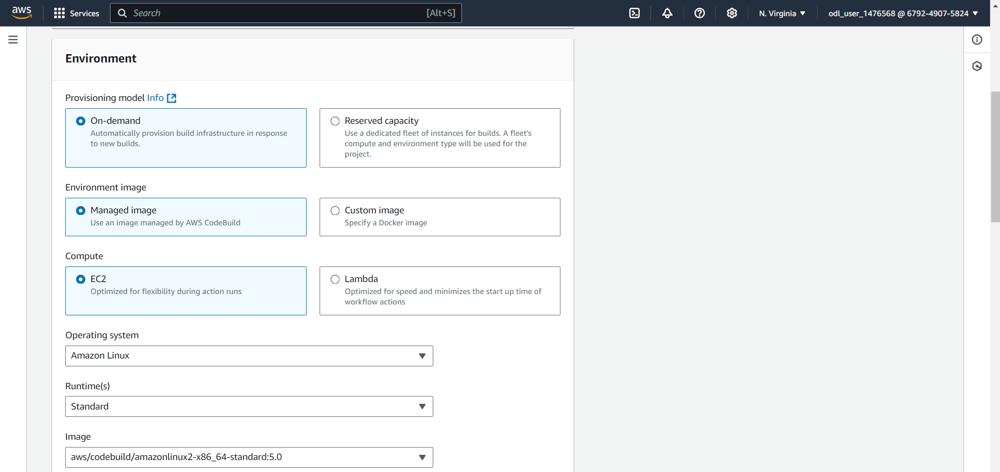 aws
Services
Search
[Alt+S]
N. Virginia
odl_user_1476568 @ 6792-4907-5824
Environment
Provisioning model Info
On-demand
Automatically provision build infrastructure in response
to new builds.
Reserved capacity
Use a dedicated fleet of instances for builds. A fleet's
compute and environment type will be used for the
project.
Environment image
Managed image
Use an image managed by AWS CodeBuild
Custom image
Specify a Docker image
Compute
EC2
Optimized for flexibility during action runs
Lambda
Optimized for speed and minimizes the start up time of
workflow actions
Operating system
Amazon Linux
Runtime(s)
Standard
Image
aws/codebuild/amazonlinux2-x86_64-standard:5.0